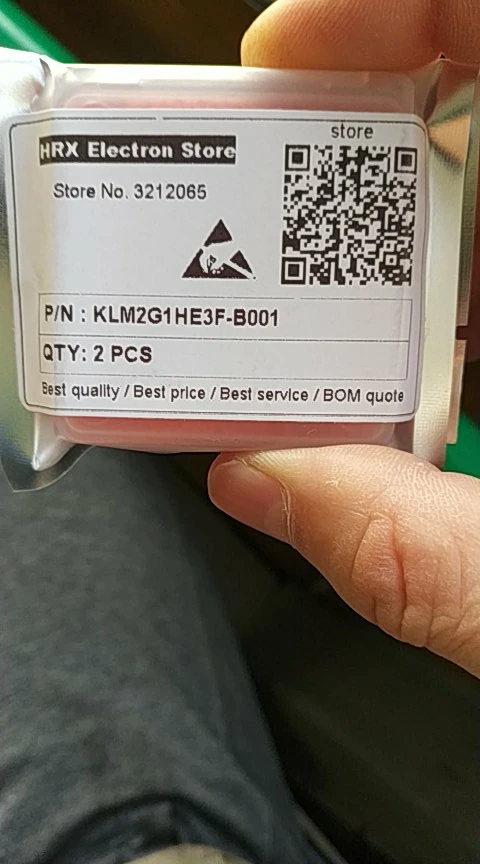 store
HRX Electron Store
Store No. 3212065
P/N : KLM2G1HE3F-B001
QTY: 2 PCS
Best quality / Best price / Best service / BOM quote